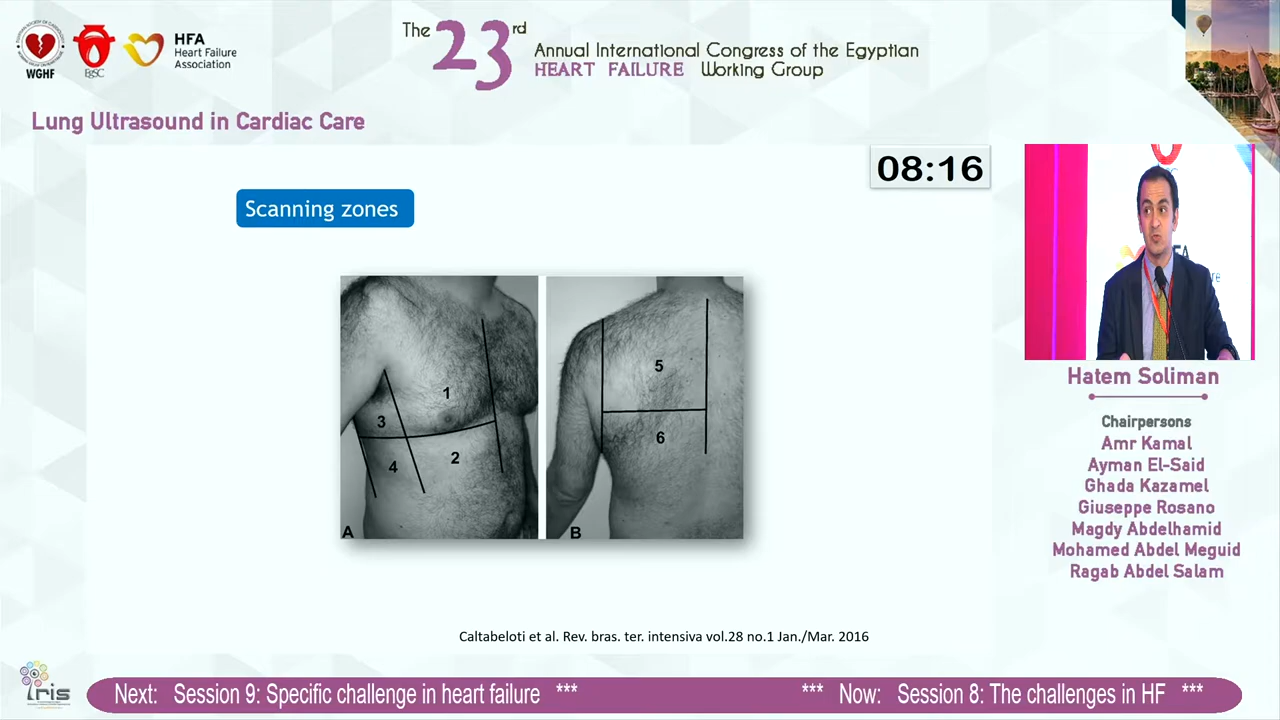 WGHF
EgSC
HFA
Heart Failure
Association
The 23rd
Annual International Congress of the Egyptian
HEART FAILURE Working Group
Lung Ultrasound in Cardiac Care
08:16
Scanning zones
1
3
4
2
A
5
6
B
Caltabeloti et al. Rev. bras. ter. intensiva vol.28 no.1 Jan./Mar. 2016
Hatem Soliman
Chairpersons
Amr Kamal
Ayman El-Said
Ghada Kazamel
Giuseppe Rosano
Magdy Abdelhamid
Mohamed Abdel Meguid
Ragab Abdel Salam
Iris
Next: Session 9: Specific challenge in heart failure *** *** Now: Session 8: The challenges in HF ***